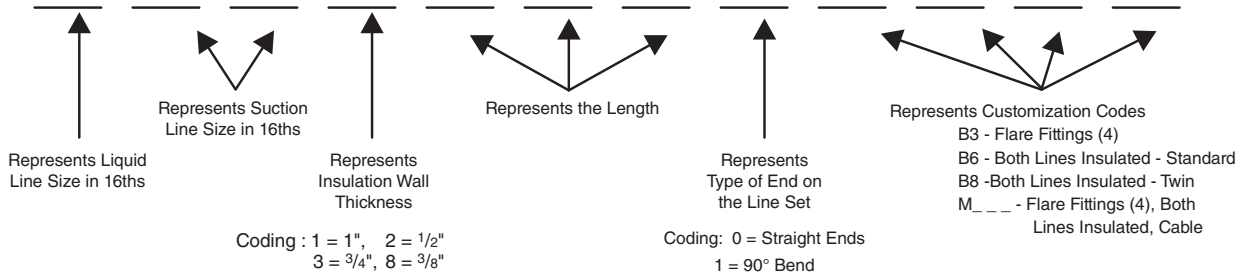 Represents Suction
Line Size in 16ths
Represents the Length
Represents Customization Codes
B3 - Flare Fittings (4)
B6 - Both Lines Insulated - Standard
B8 -Both Lines Insulated - Twin
M_ _ _ - Flare Fittings (4), Both
Lines Insulated, Cable
Represents Liquid
Line Size in 16ths
Represents
Insulation Wall
Thickness
Coding : 1 = 1", 2 = 1/2"
3 = 3/4", 8 = 3/8"
Represents
Type of End on
the Line Set
Coding: 0 = Straight Ends
1 = 90° Bend